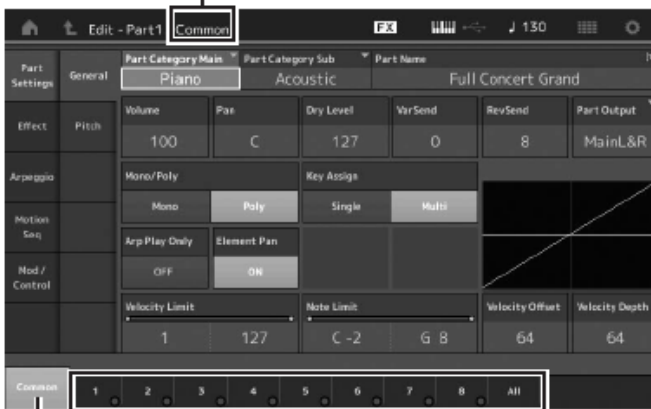 Edit - Part1 Common FX 130
Part Settings General Part Category Main Part Category Sub Part Name
Piano Acoustic Full Concert Grand
Effect Pitch Volume Pan Dry Level VarSend RevSend Part Output
100 C 127 0 8 MainL&R
Arpeggio Mono/Poly Key Assign
Mono Poly Single Multi
Motion Seq
Arp Play Only Element Pan
Mod / Control OFF ON
Velocity Limit Note Limit Velocity Offset Velocity Depth
1 127 C -2 G 8 64 64
Common 1 2 3 4 5 6 7 8 All